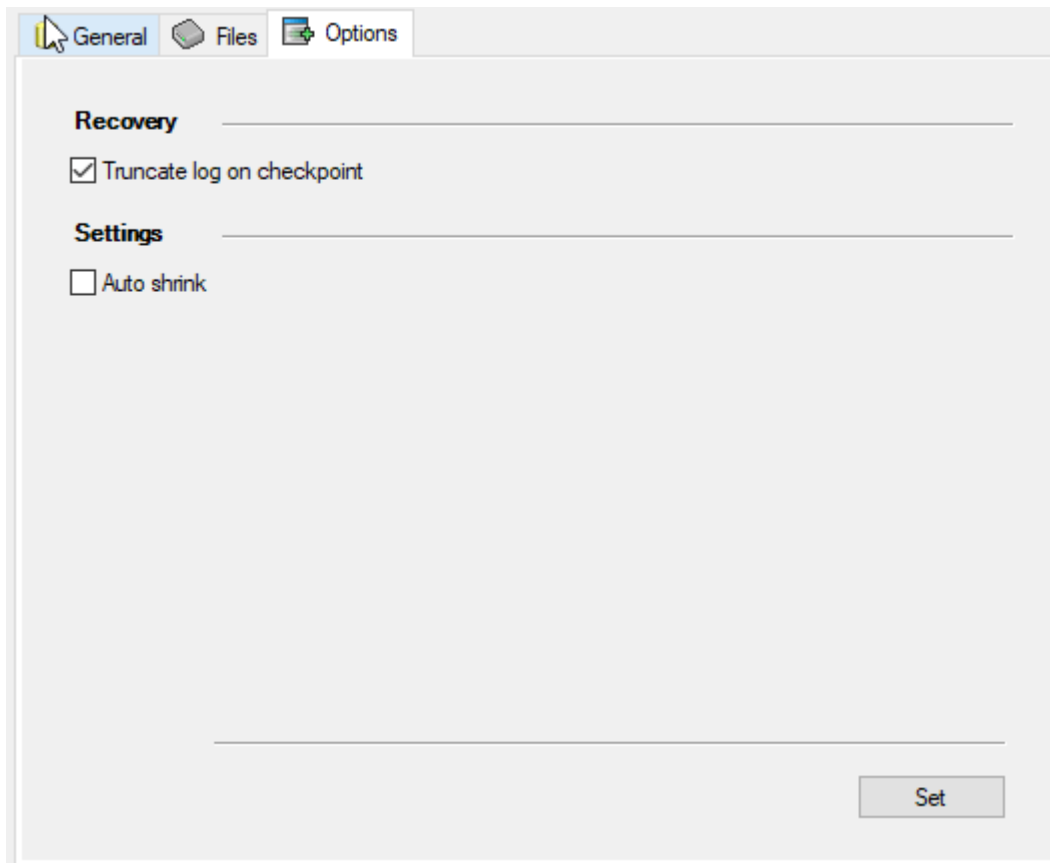 General Files Options
Recovery
Truncate log on checkpoint
Settings
Auto shrink
Set